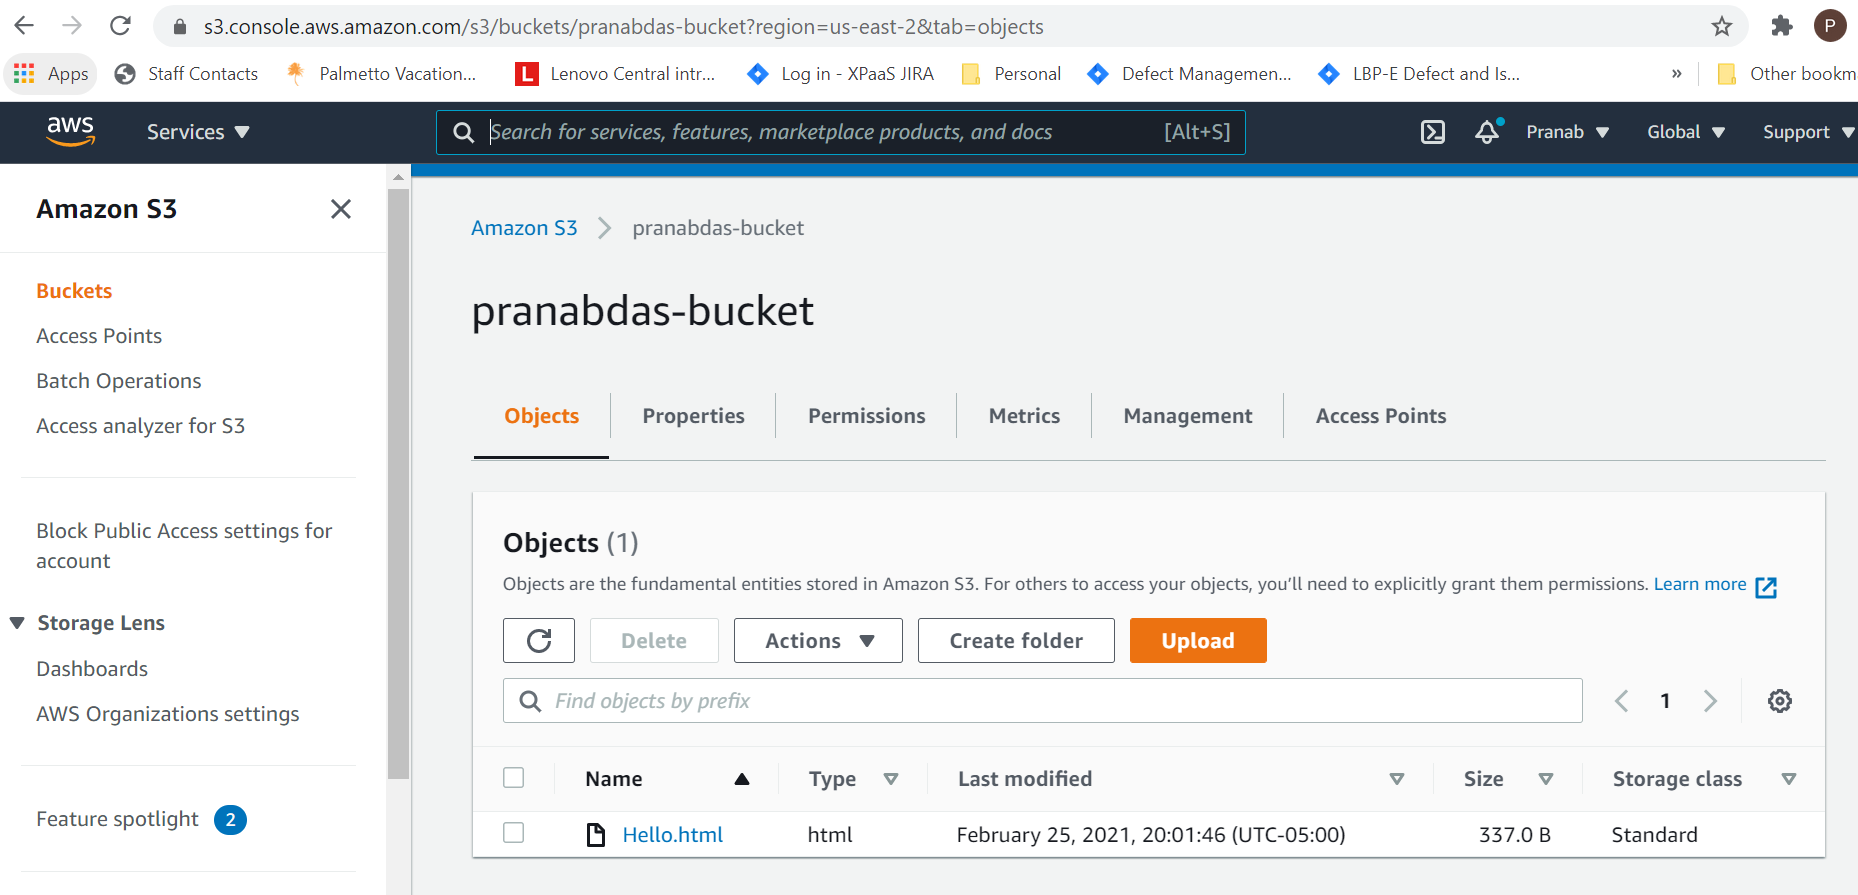 s3.console.aws.amazon.com/s3/buckets/pranabdas-bucket?region=us-east-2&tab=objects
P
Apps Staff Contacts Palmetto Vacation... L Lenovo Central intr... Log in - XPaaS JIRA Personal Defect Managemen... LBP-E Defect and Is... » Other bookm
aws Services Search for services, features, marketplace products, and docs [Alt+S] Pranab Global Support
Amazon S3
Buckets
Access Points
Batch Operations
Access analyzer for S3
Block Public Access settings for
account
Storage Lens
Dashboards
AWS Organizations settings
Feature spotlight 2
Amazon S3 pranabdas-bucket
pranabdas-bucket
Objects Properties Permissions Metrics Management Access Points
Objects (1)
Objects are the fundamental entities stored in Amazon S3. For others to access your objects, you’ll need to explicitly grant them permissions. Learn more
Delete Actions Create folder Upload
Find objects by prefix 1
Name Type Last modified Size Storage class
Hello.html html February 25, 2021, 20:01:46 (UTC-05:00) 337.0 B Standard